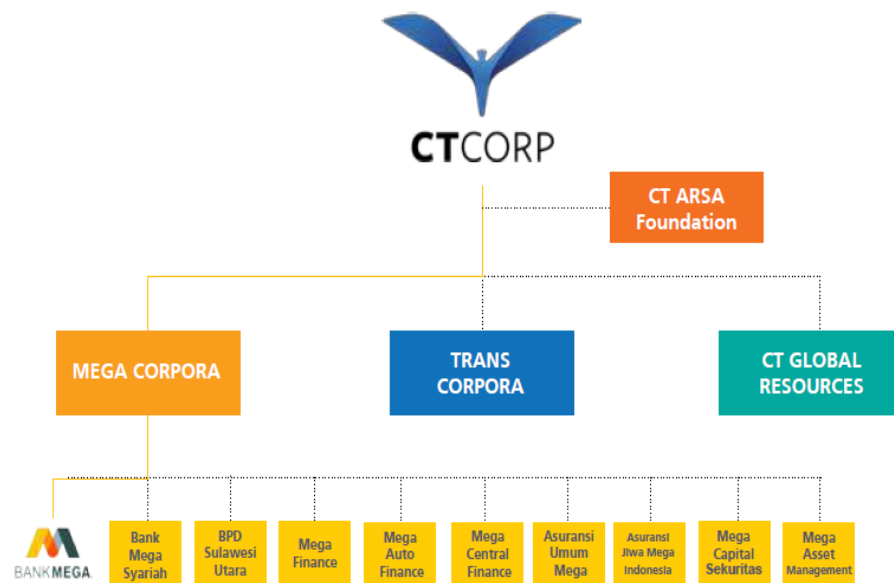 CTCORP
CT ARSA
Foundation
MEGA CORPORA
TRANS
CORPORA
CT GLOBAL
RESOURCES
BANKMEGA
Bank
Mega
Syariah
BPD
Sulawesi
Utara
Mega
Finance
Mega
Auto
Finance
Mega
Central
Finance
Asuransi
Umum
Mega
Asuransi
Jiwa Mega
Indonesia
Mega
Capital
Sekuritas
Mega
Asset
Management